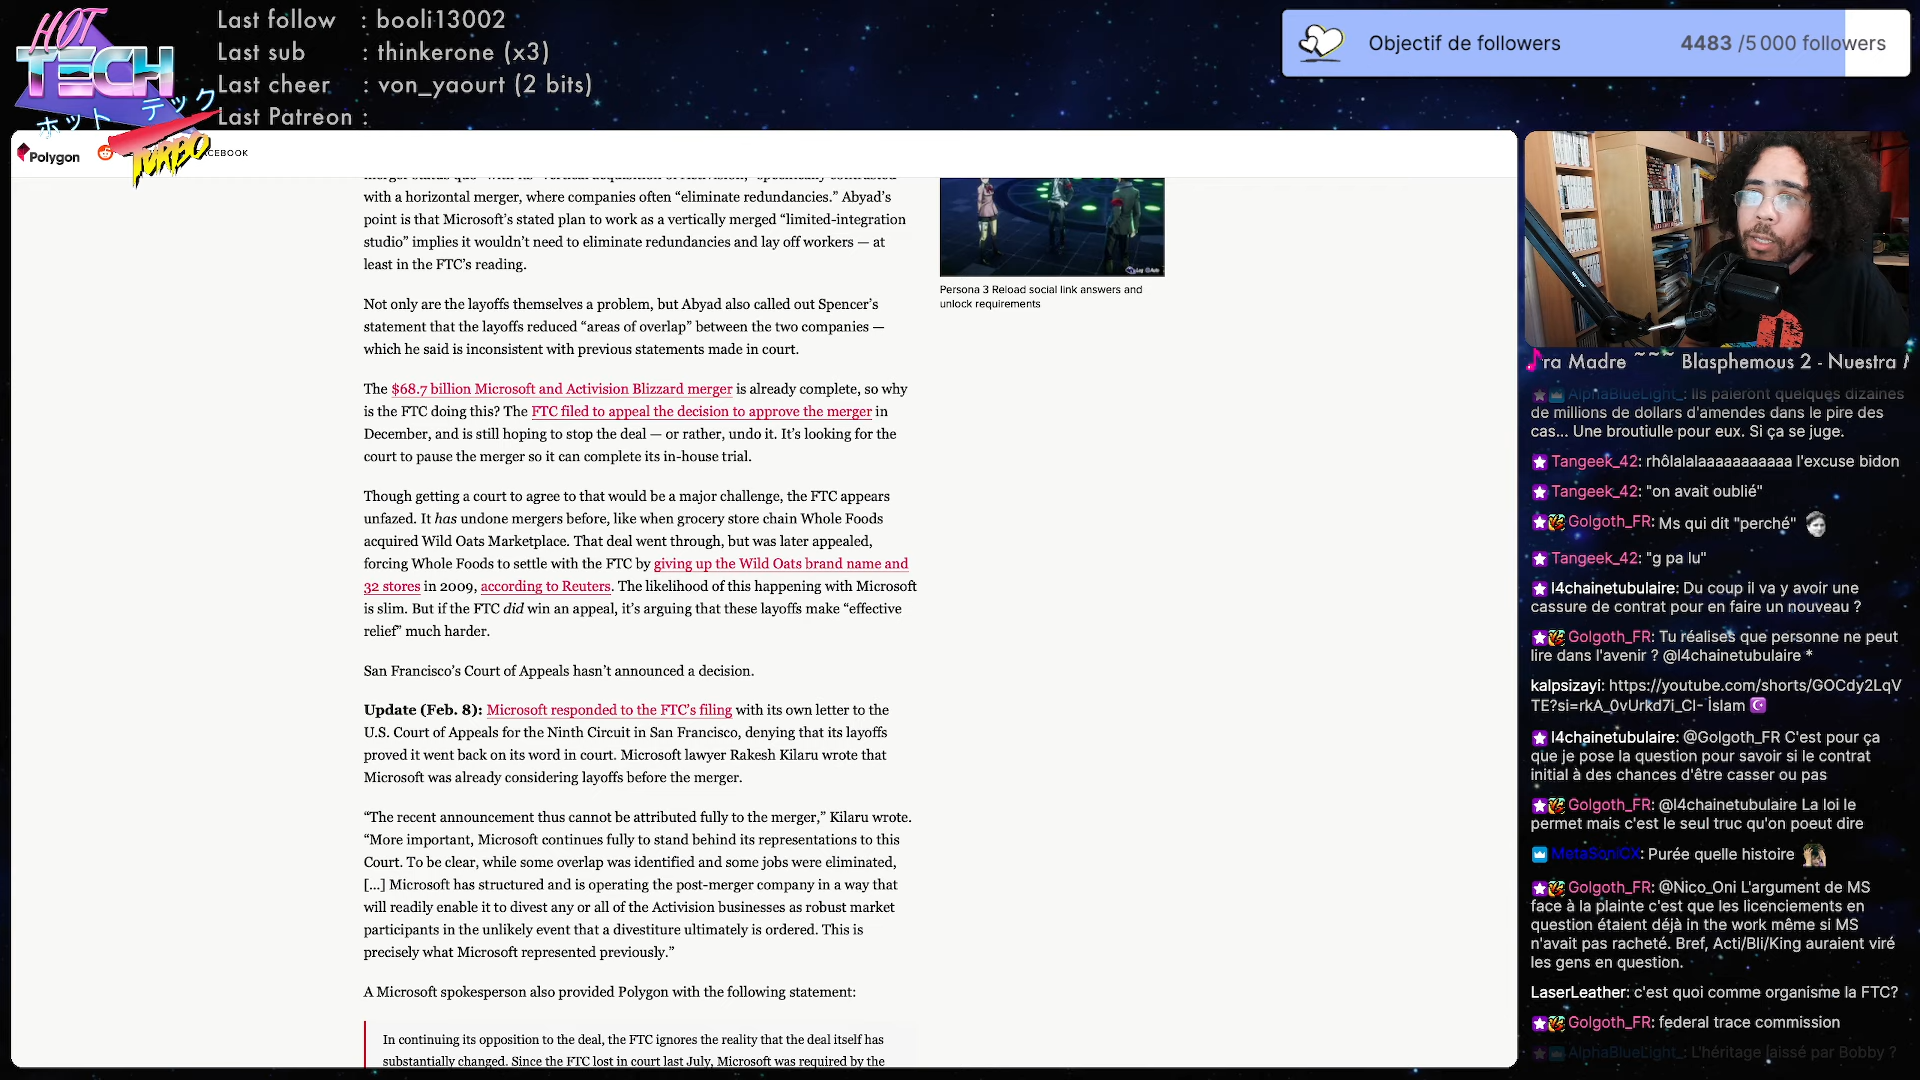 HOT
TECH
ホット テック
TURBO
Last follow : booli13002
Last sub : thinkerone (x3)
Last cheer : von_yaourt (2 bits)
Last Patreon :
Objectif de followers 4483 /5 000 followers
Polygon
CEBOOK
with a horizontal merger, where companies often “eliminate redundancies.” Abyad’s
point is that Microsoft’s stated plan to work as a vertically merged “limited-integration
studio” implies it wouldn’t need to eliminate redundancies and lay off workers — at
least in the FTC’s reading.
Not only are the layoffs themselves a problem, but Abyad also called out Spencer’s
statement that the layoffs reduced “areas of overlap” between the two companies —
which he said is inconsistent with previous statements made in court.
The $68.7 billion Microsoft and Activision Blizzard merger is already complete, so why
is the FTC doing this? The FTC filed to appeal the decision to approve the merger in
December, and is still hoping to stop the deal — or rather, undo it. It’s looking for the
court to pause the merger so it can complete its in-house trial.
Though getting a court to agree to that would be a major challenge, the FTC appears
unfazed. It has undone mergers before, like when grocery store chain Whole Foods
acquired Wild Oats Marketplace. That deal went through, but was later appealed,
forcing Whole Foods to settle with the FTC by giving up the Wild Oats brand name and
32 stores in 2009, according to Reuters. The likelihood of this happening with Microsoft
is slim. But if the FTC did win an appeal, it’s arguing that these layoffs make “effective
relief” much harder.
San Francisco’s Court of Appeals hasn’t announced a decision.
Update (Feb. 8): Microsoft responded to the FTC’s filing with its own letter to the
U.S. Court of Appeals for the Ninth Circuit in San Francisco, denying that its layoffs
proved it went back on its word in court. Microsoft lawyer Rakesh Kilaru wrote that
Microsoft was already considering layoffs before the merger.
“The recent announcement thus cannot be attributed fully to the merger,” Kilaru wrote.
“More important, Microsoft continues fully to stand behind its representations to this
Court. To be clear, while some overlap was identified and some jobs were eliminated,
[...] Microsoft has structured and is operating the post-merger company in a way that
will readily enable it to divest any or all of the Activision businesses as robust market
participants in the unlikely event that a divestiture ultimately is ordered. This is
precisely what Microsoft represented previously.”
A Microsoft spokesperson also provided Polygon with the following statement:
In continuing its opposition to the deal, the FTC ignores the reality that the deal itself has
substantially changed. Since the FTC lost in court last July, Microsoft was required by the
Persona 3 Reload social link answers and
unlock requirements
ra Madre ~~~ Blasphemous 2 - Nuestra
AlphaBlueLight_: Ils paieront quelques dizaines
de millions de dollars d'amendes dans le pire des
cas... Une broutiulle pour eux. Si ça se juge.
Tangeek_42: rhôlalalaaaaaaaaaaa l'excuse bidon
Tangeek_42: "on avait oublié"
Golgoth_FR: Ms qui dit "perché"
Tangeek_42: "g pa lu"
l4chainetubulaire: Du coup il va y avoir une
cassure de contrat pour en faire un nouveau ?
Golgoth_FR: Tu réalises que personne ne peut
lire dans l'avenir ? @l4chainetubulaire *
kalpsizayi: https://youtube.com/shorts/GOCdy2LqV
TE?si=rkA_0vUrkd7i_CI- İslam
l4chainetubulaire: @Golgoth_FR C'est pour ça
que je pose la question pour savoir si le contrat
initial à des chances d'être casser ou pas
Golgoth_FR: @l4chainetubulaire La loi le
permet mais c'est le seul truc qu'on poeut dire
MetaSonicX: Purée quelle histoire
Golgoth_FR: @Nico_Oni L'argument de MS
face à la plainte c'est que les licenciements en
question étaient déjà in the work même si MS
n'avait pas racheté. Bref, Acti/Bli/King auraient viré
les gens en question.
LaserLeather: c'est quoi comme organisme la FTC?
Golgoth_FR: federal trace commission
AlphaBlueLight_: L'héritage laissé par Bobby ?